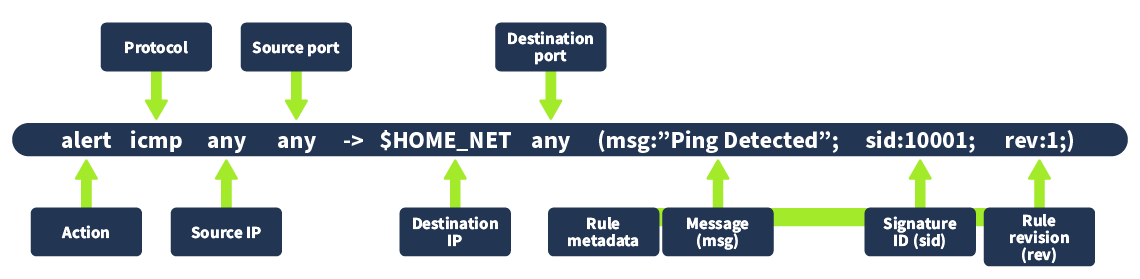 Protocol
Source port
Destination
port
alert icmp any any -> $HOME_NET any (msg:”Ping Detected”; sid:10001; rev:1;)
Action
Source IP
Destination
IP
Rule
metadata
Message
(msg)
Signature
ID (sid)
Rule
revision
(rev)